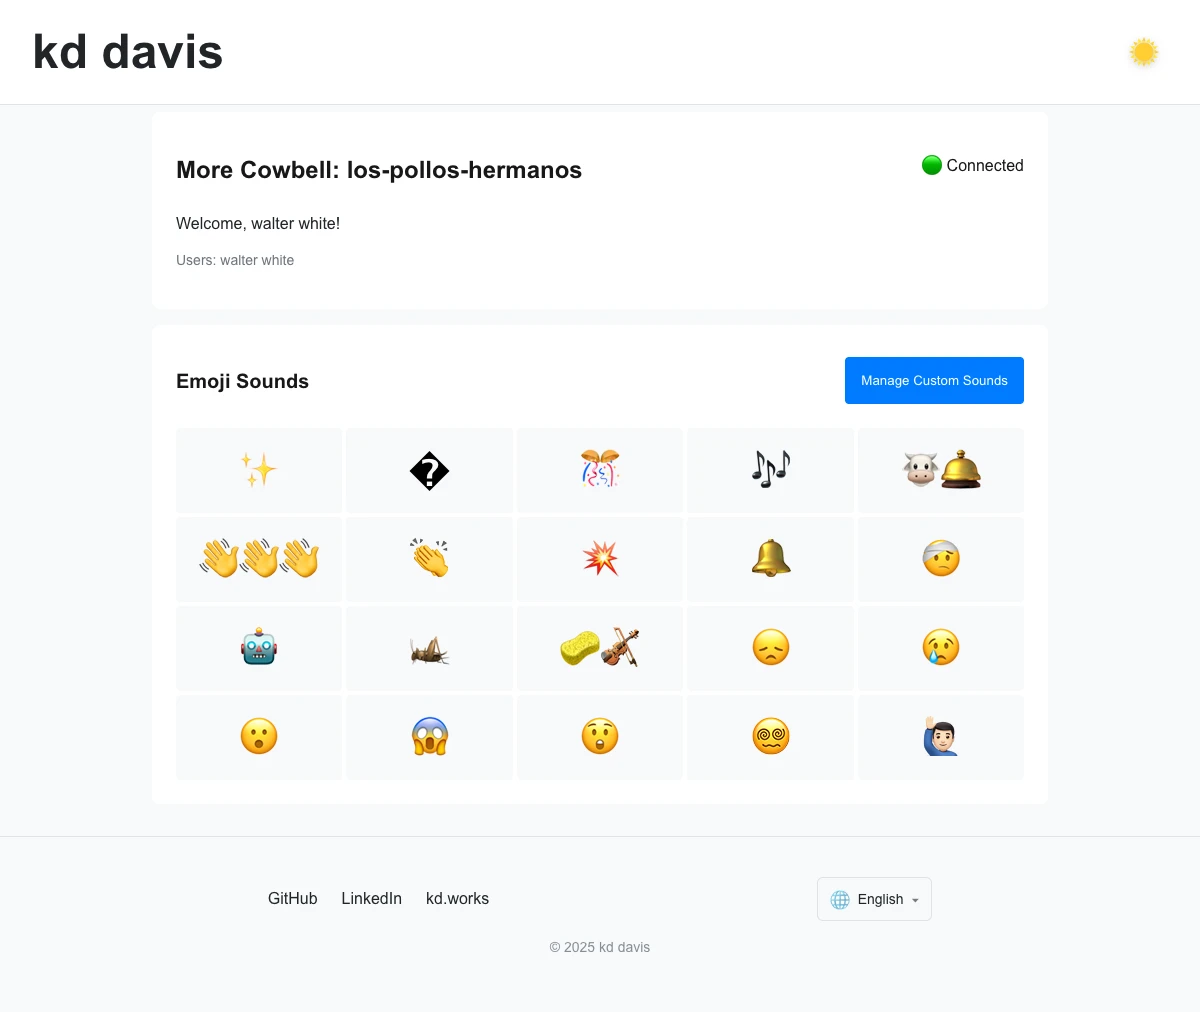 kd davis
More Cowbell: los-pollos-hermanos
🟢 Connected
Welcome, walter white!
Users: walter white
Emoji Sounds
Manage Custom Sounds
✨ � 🎊 🎶 🐮🛎️
👋👋👋 👏 💥 🔔 🤕
🤖 🦗 🧽🎻 😞 😢
😮 😱 😲 😵‍💫 🙋🏻‍♂️
GitHub LinkedIn kd.works
🌐 English ▾
© 2025 kd davis